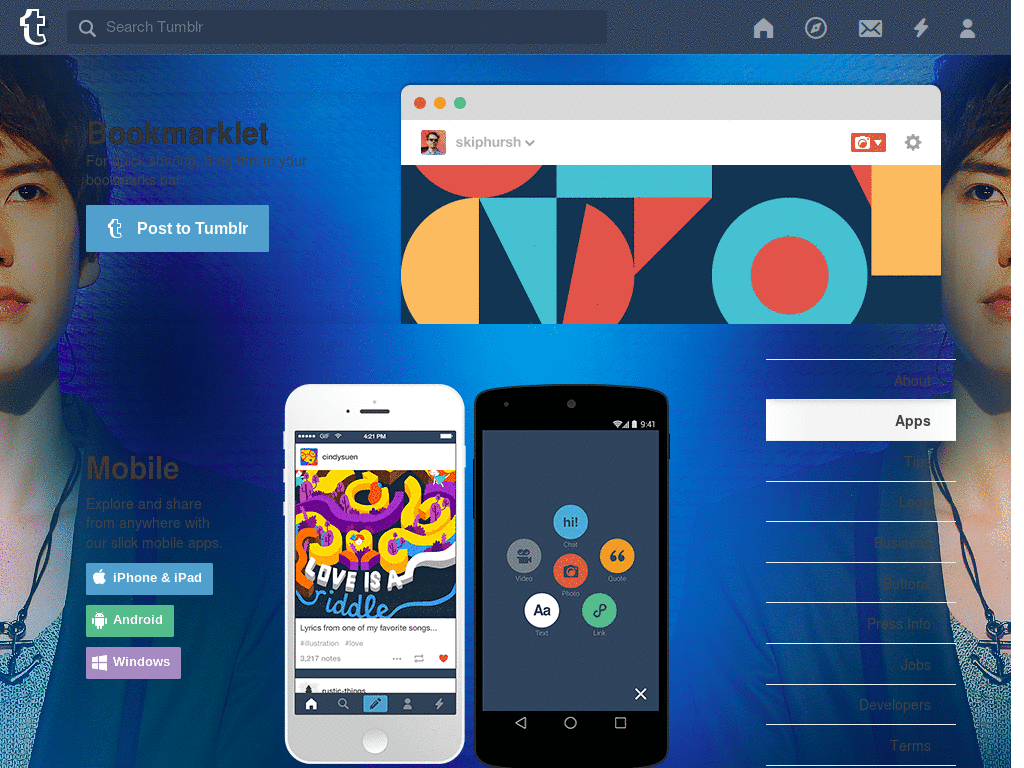 Search Tumblr
Bookmarklet
For quick sharing, drag this to your
bookmarks bar:
Post to Tumblr
skiphursh
Mobile
Explore and share
from anywhere with
our slick mobile apps.
iPhone & iPad
Android
Windows
GIF
4:21 PM
cindysuen
LOVE IS A
riddle
Lyrics from one of my favorite songs...
#illustration #love
3,217 notes
rustic-things
9:41
hi!
Chat
Video
Quote
Photo
Aa
Text
Link
About
Apps
Logo
Business
Buttons
Press Info
Jobs
Developers
Terms